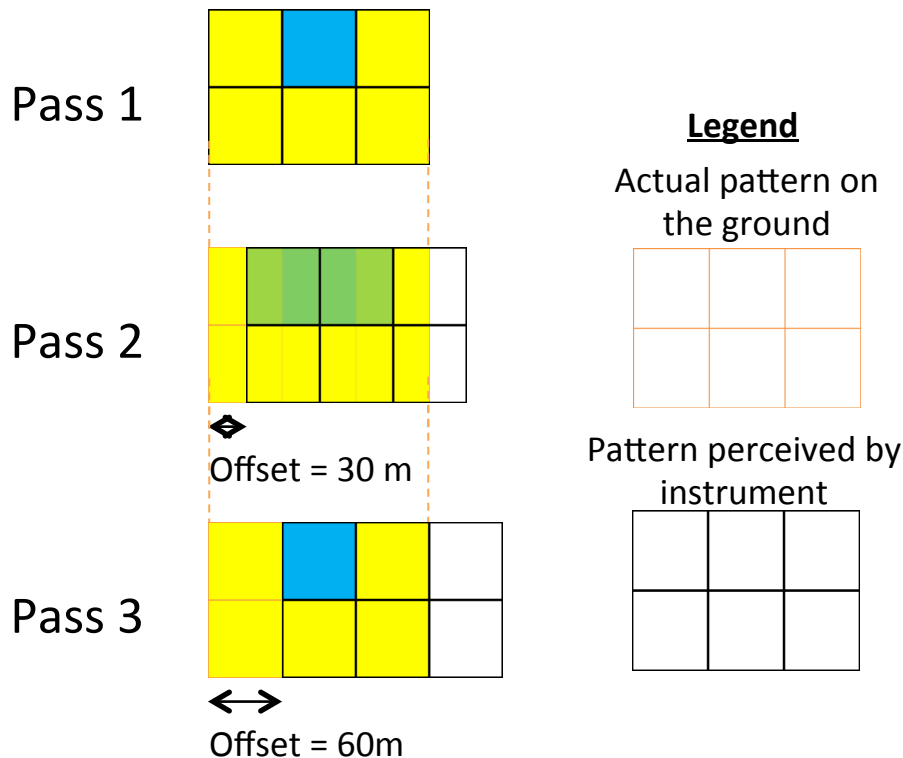 Pass 1
Legend
Actual pattern on
the ground
Pass 2
Offset = 30 m
Pattern perceived by
instrument
Pass 3
Offset = 60m